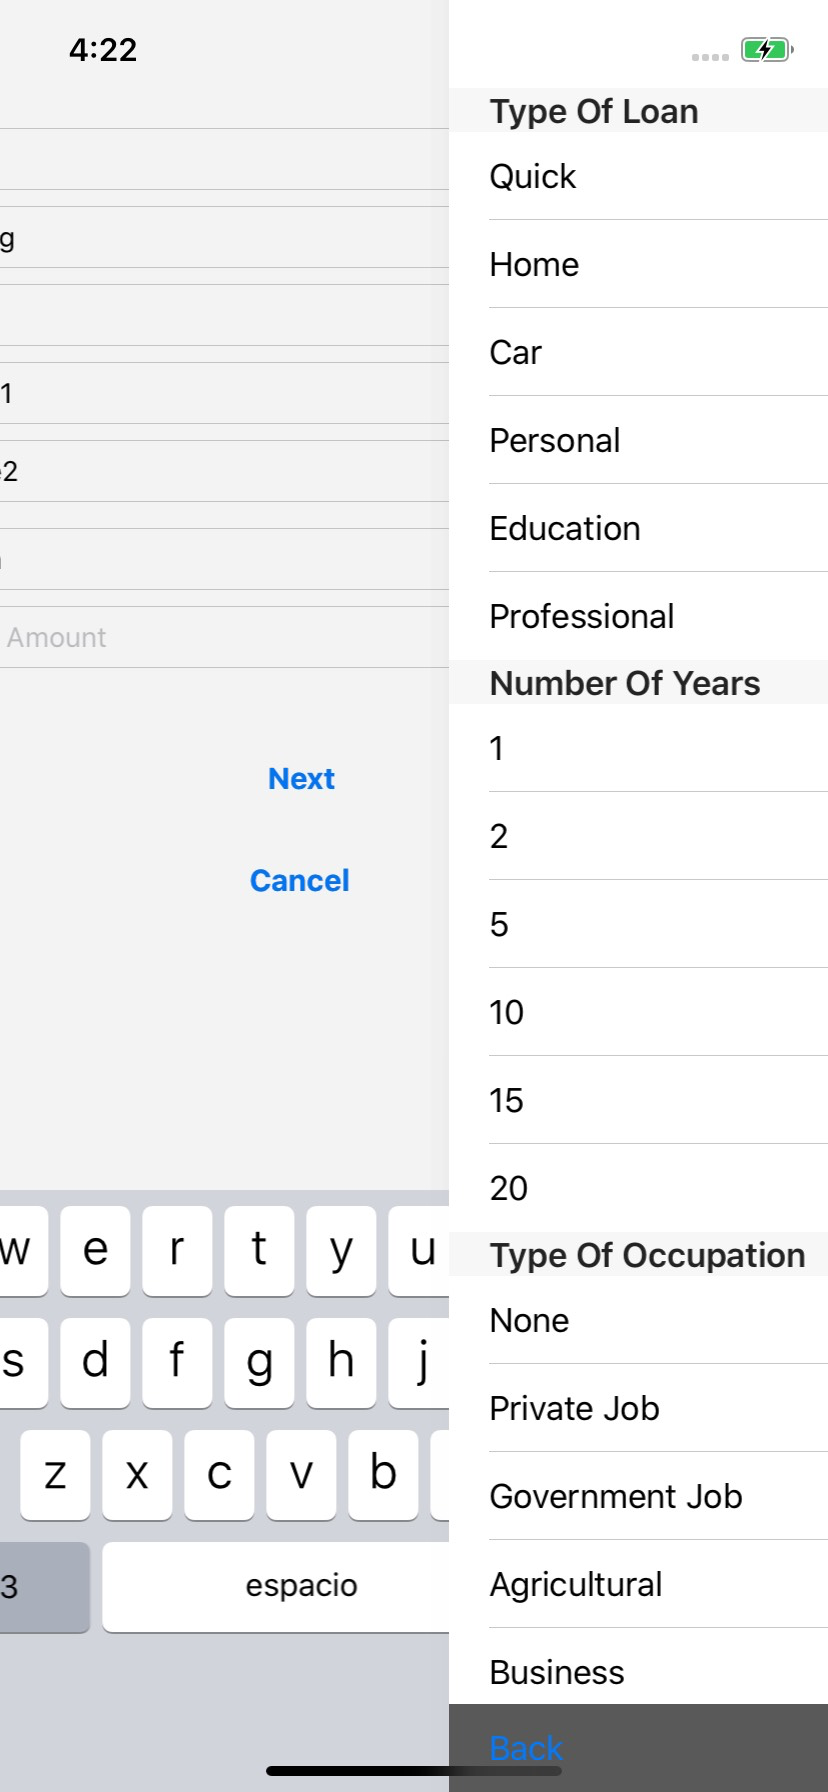 4:22
g
1
2
Amount
Next
Cancel
w e r t y u
s d f g h j
z x c v b
3 espacio
Type Of Loan
Quick
Home
Car
Personal
Education
Professional
Number Of Years
1
2
5
10
15
20
Type Of Occupation
None
Private Job
Government Job
Agricultural
Business
Back